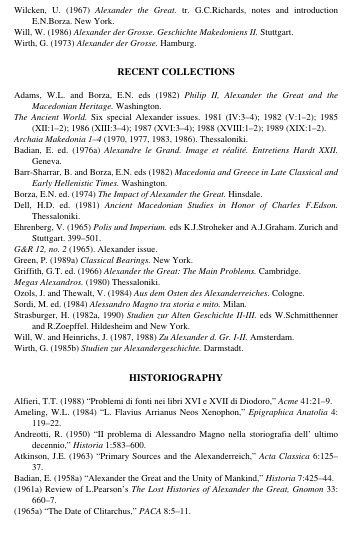 Wilcken, U. (1967) Alexander the Great. tr. G.C.Richards, notes and introduction
E.N.Borza. New York.
Will, W. (1986) Alexander der Grosse. Geschichte Makedoniens II. Stuttgart.
Wirth, G. (1973) Alexander der Grosse. Hamburg.
RECENT COLLECTIONS
Adams, W.L. and Borza, E.N. eds (1982) Philip II, Alexander the Great and the
Macedonian Heritage. Washington.
The Ancient World. Six special Alexander issues. tr. 1981 (IV:3–4); 1982 (V:1–2); 1985
(XII:1–2); 1986 (XIII:3–4); 1987 (XVI:3–4); 1988 (XVIII:1–2); 1989 (XIX:1–2).
Archaia Makedonia 1–4 (1970, 1977, 1983, 1986). Thessaloniki.
Badian, E. ed. (1976a) Alexandre le Grand. Image et réalité. Entretiens Hardt XXII.
Geneva.
Barr-Sharrar, B. and Borza, E.N. eds (1982) Macedonia and Greece in Late Classical and
Early Hellenistic Times. Washington.
Borza, E.N. ed. (1974) The Impact of Alexander the Great. Hinsdale.
Dell, H.D. ed. (1981) Ancient Macedonian Studies in Honor of Charles F.Edson.
Thessaloniki.
Ehrenberg, V. (1965) Polis und Imperium. eds K.J.Stroheker and A.J.Graham. Zurich and
Stuttgart. 399–501.
G&R 12, no. 2 (1965). Alexander issue.
Green, P. (1989a) Classical Bearings. New York.
Griffith, G.T. ed. (1966) Alexander the Great: The Main Problems. Cambridge.
Megas Alexandros. (1980) Thessaloniki.
Ozols, J. and Thewalt, V. (1984) Aus dem Osten des Alexanderreiches. Cologne.
Sordi, M. ed. (1984) Alessandro Magno tra storia e mito. Milan.
Strasburger, H. (1982a, 1990) Studien zur Alten Geschichte II-III. eds W.Schmitthenner
and R.Zoepffel. Hildesheim and New York.
Will, W. and Heinrichs, J. (1987, 1988) Zu Alexander d. Gr. I-II. Amsterdam.
Wirth, G. (1985b) Studien zur Alexandergeschichte. Darmstadt.
HISTORIOGRAPHY
Alfieri, T.T. (1988) “Problemi di fonti nei libri XVI e XVII di Diodoro,” Acme 41:21–9.
Ameling, W.L. (1984) “L. Flavius Arrianus Neos Xenophon,” Epigraphica Anatolia 4:
119–22.
Andreotti, R. (1950) “Il problema di Alessandro Magno nella storiografia dell’ ultimo
decennio,” Historia 1:583–600.
Atkinson, J.E. (1963) “Primary Sources and the Alexanderreich,” Acta Classica 6:125–
37.
Badian, E. (1958a) “Alexander the Great and the Unity of Mankind,” Historia 7:425–44.
(1961a) Review of L.Pearson’s The Lost Histories of Alexander the Great, Gnomon 33:
660–7.
(1965a) “The Date of Clitarchus,” PACA 8:5–11.